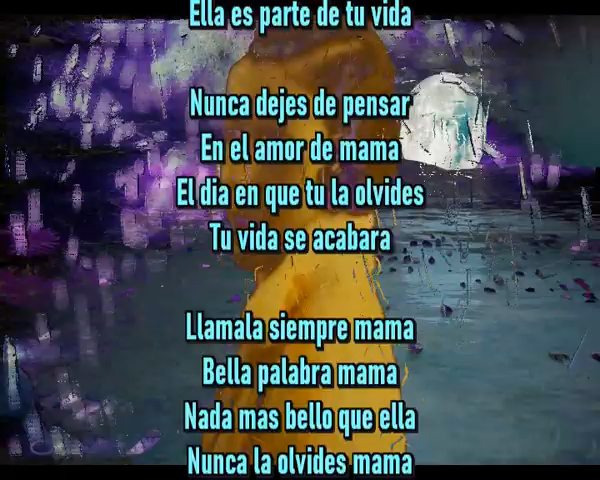 Ella es parte de tu vida
Nunca dejes de pensar
En el amor de mama
El dia en que tu la olvides
Tu vida se acabara
Llamala siempre mama
Bella palabra mama
Nada mas bello que ella
Nunca la olvides mama